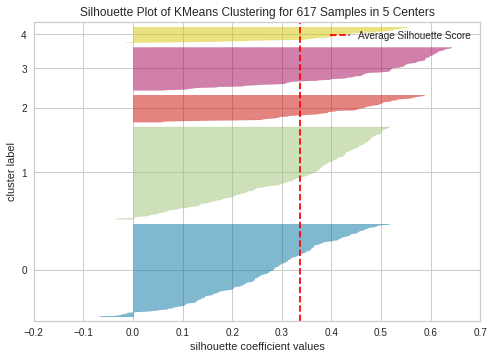 Silhouette Plot of KMeans Clustering for 617 Samples in 5 Centers
Average Silhouette Score
cluster label
4
3
2
1
0
−0.2 −0.1 0.0 0.1 0.2 0.3 0.4 0.5 0.6 0.7
silhouette coefficient values